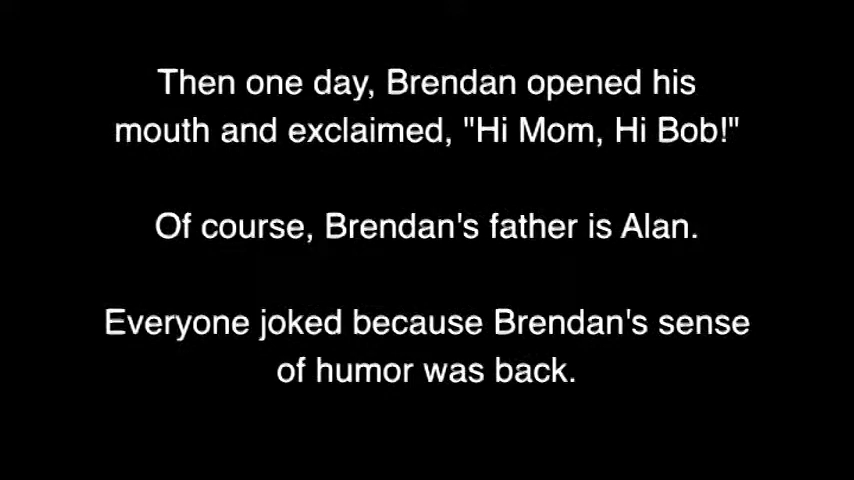 Then one day, Brendan opened his
mouth and exclaimed, "Hi Mom, Hi Bob!"
Of course, Brendan's father is Alan.
Everyone joked because Brendan's sense
of humor was back.